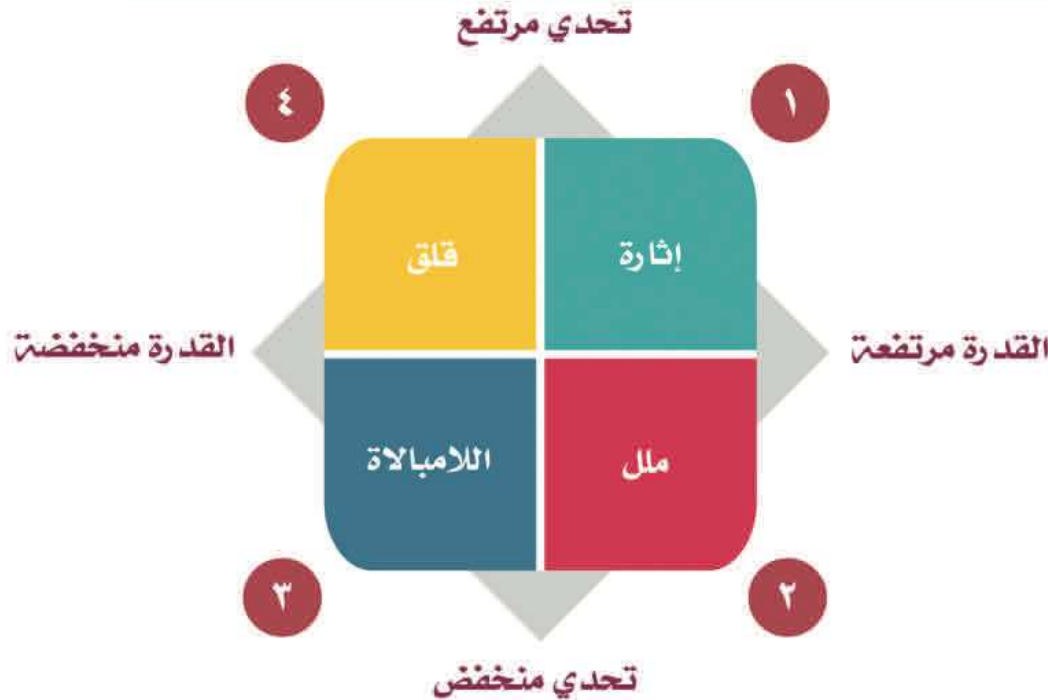 تحدي مرتفع
١
٤
إثارة
قلق
القدرة مرتفعة
القدرة منخفضة
ملل
اللامبالاة
٢
٣
تحدي منخفض